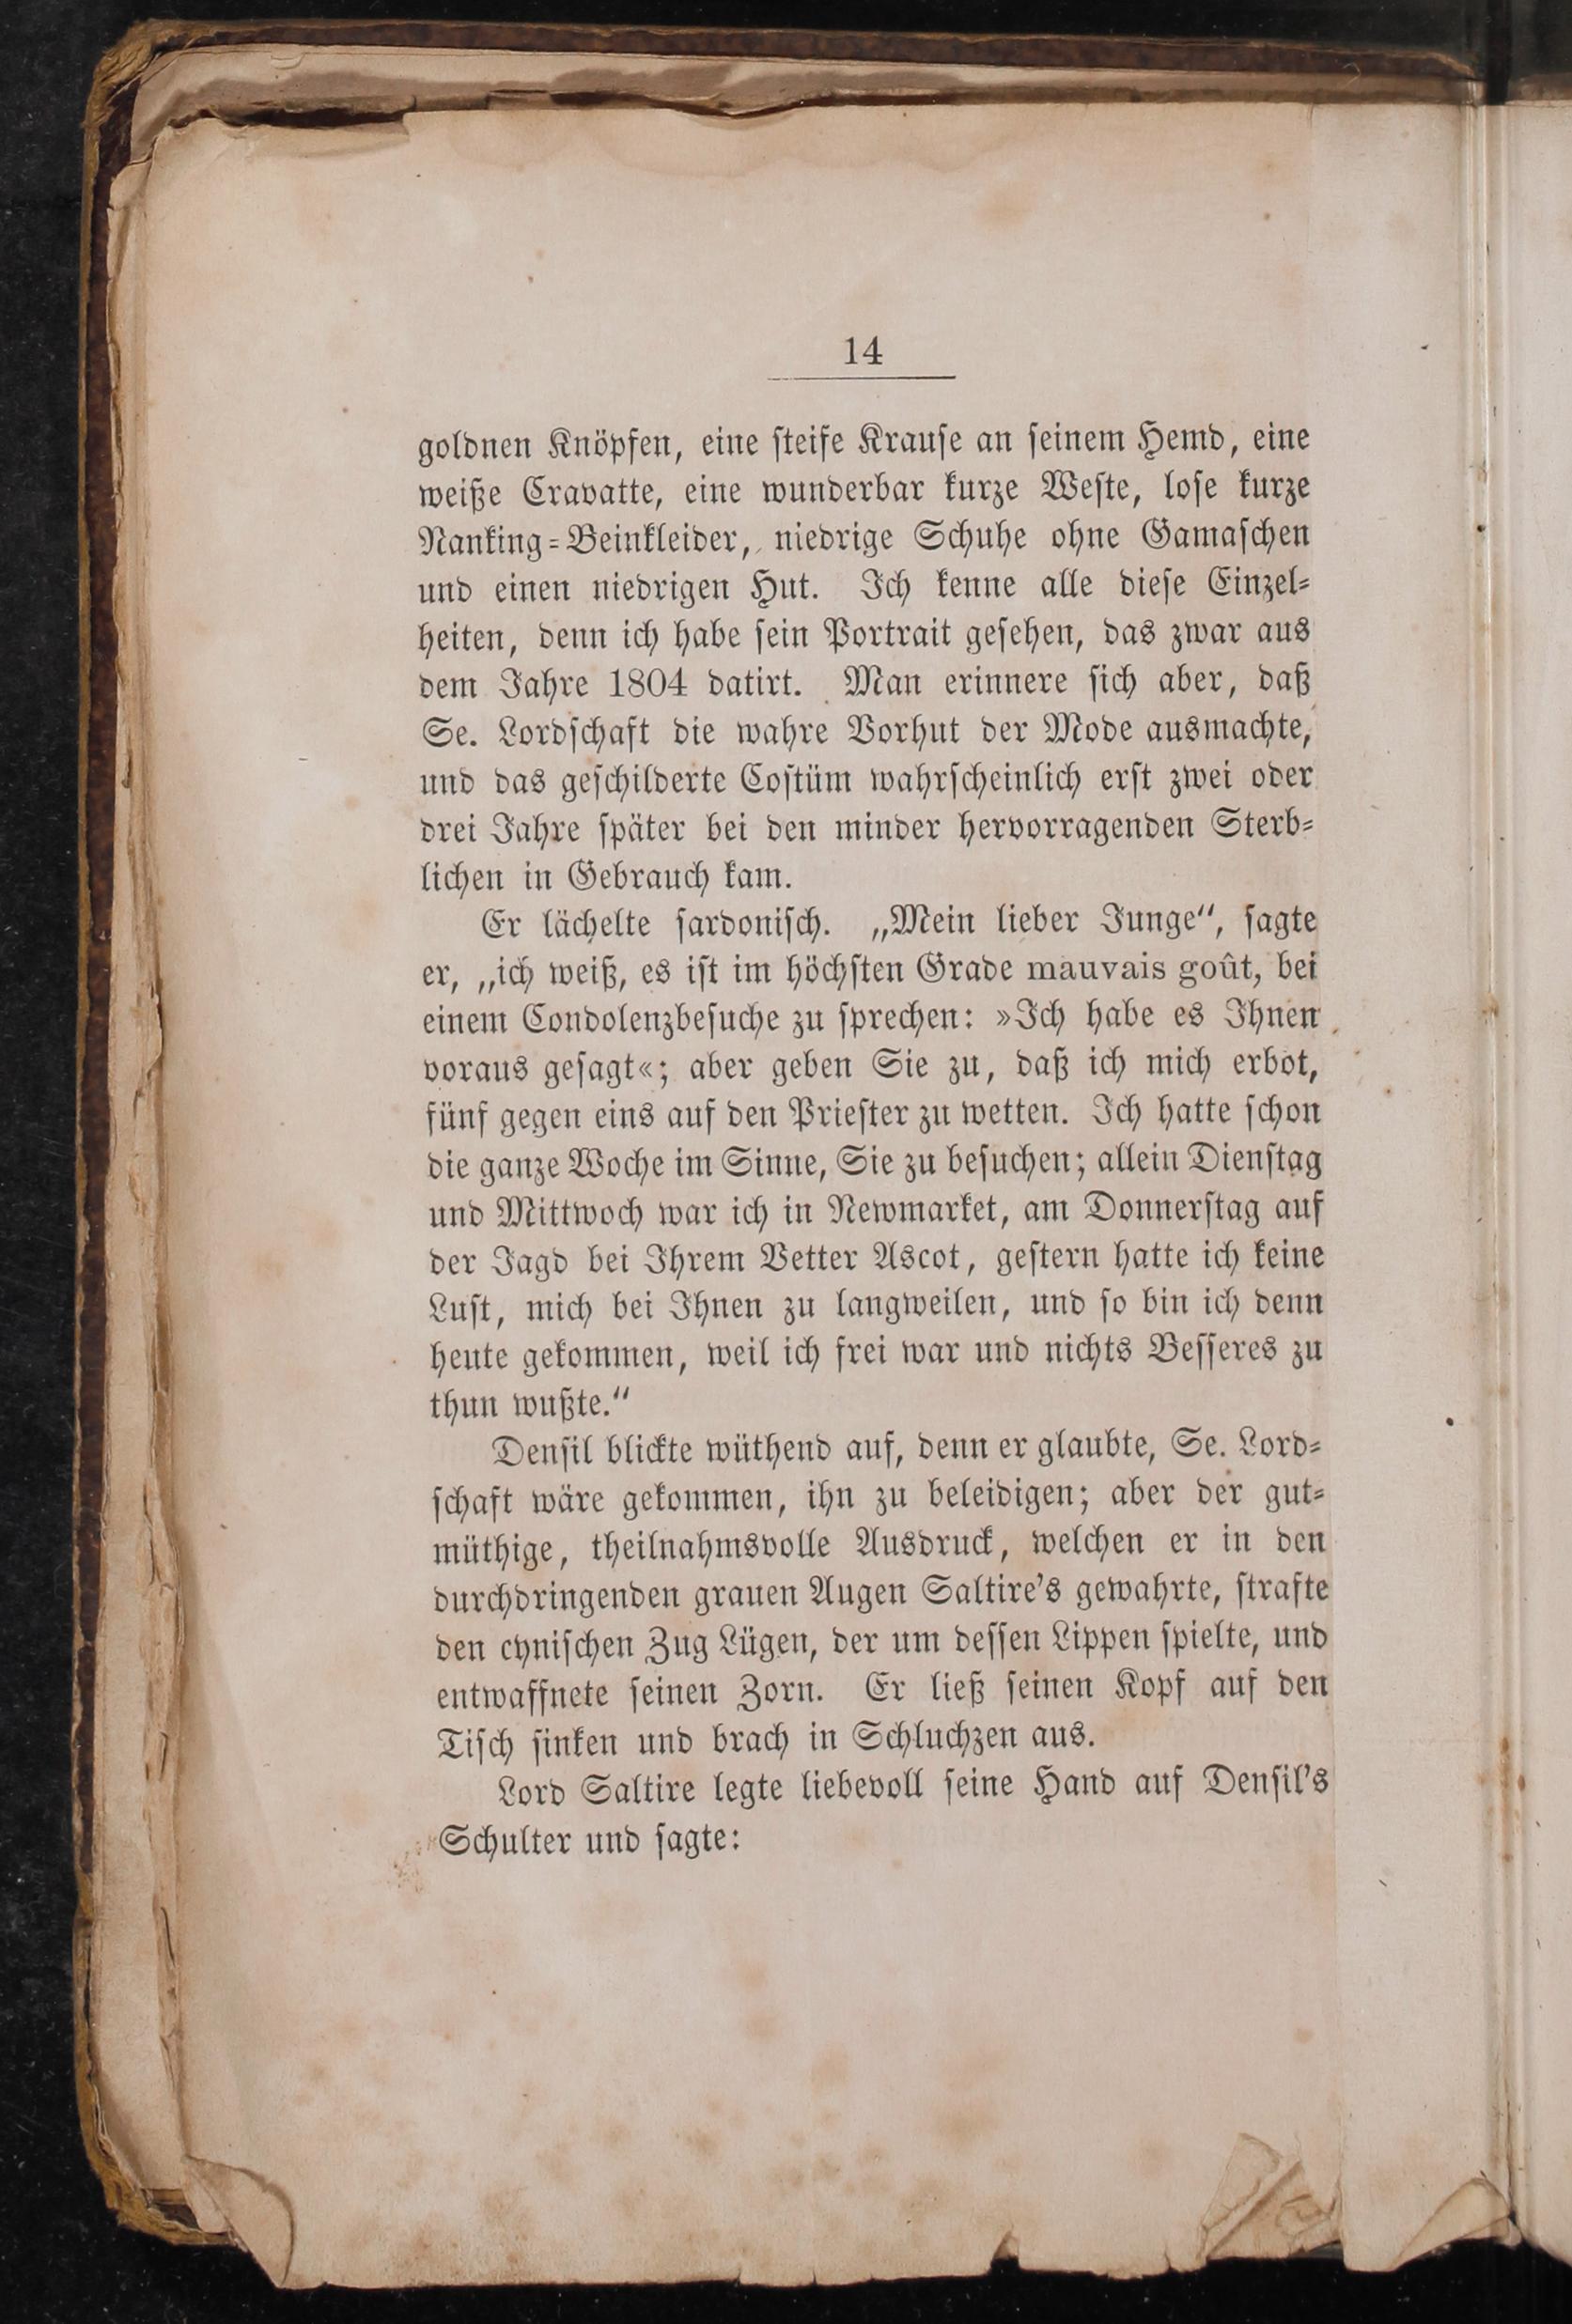 14
goldnen Knöpfen, eine steife Krause an seinem Hemd, eine
weiße Cravatte, eine wunderbar kurze Weste, lose kurze
Nanking-Beinkleider, niedrige Schuhe ohne Gamaschen
und einen niedrigen Hut. Ich kenne alle diese Einzel-
heiten, denn ich habe sein Portrait gesehen, das zwar aus
dem Jahre 1804 datirt. Man erinnere sich aber, daß
Se. Lordschaft die wahre Vorhut der Mode ausmachte,
und das geschilderte Costüm wahrscheinlich erst zwei oder
drei Jahre später bei den minder hervorragenden Sterb-
lichen in Gebrauch kam.
Er lächelte sardonisch. „Mein lieber Junge“, sagte
er, „ich weiß, es ist im höchsten Grade mauvais goût, bei
einem Condolenzbesuche zu sprechen: »Ich habe es Ihnen
voraus gesagt«; aber geben Sie zu, daß ich mich erbot,
fünf gegen eins auf den Priester zu wetten. Ich hatte schon
die ganze Woche im Sinne, Sie zu besuchen; allein Dienstag
und Mittwoch war ich in Newmarket, am Donnerstag auf
der Jagd bei Ihrem Vetter Ascot, gestern hatte ich keine
Lust, mich bei Ihnen zu langweilen, und so bin ich denn
heute gekommen, weil ich frei war und nichts Besseres zu
thun wußte.“
Densil blickte wüthend auf, denn er glaubte, Se. Lord-
schaft wäre gekommen, ihn zu beleidigen; aber der gut-
müthige, theilnahmsvolle Ausdruck, welchen er in den
durchdringenden grauen Augen Saltire's gewahrte, strafte
den cynischen Zug Lügen, der um dessen Lippen spielte, und
entwaffnete seinen Zorn. Er ließ seinen Kopf auf den
Tisch sinken und brach in Schluchzen aus.
Lord Saltire legte liebevoll seine Hand auf Densil's
Schulter und sagte: